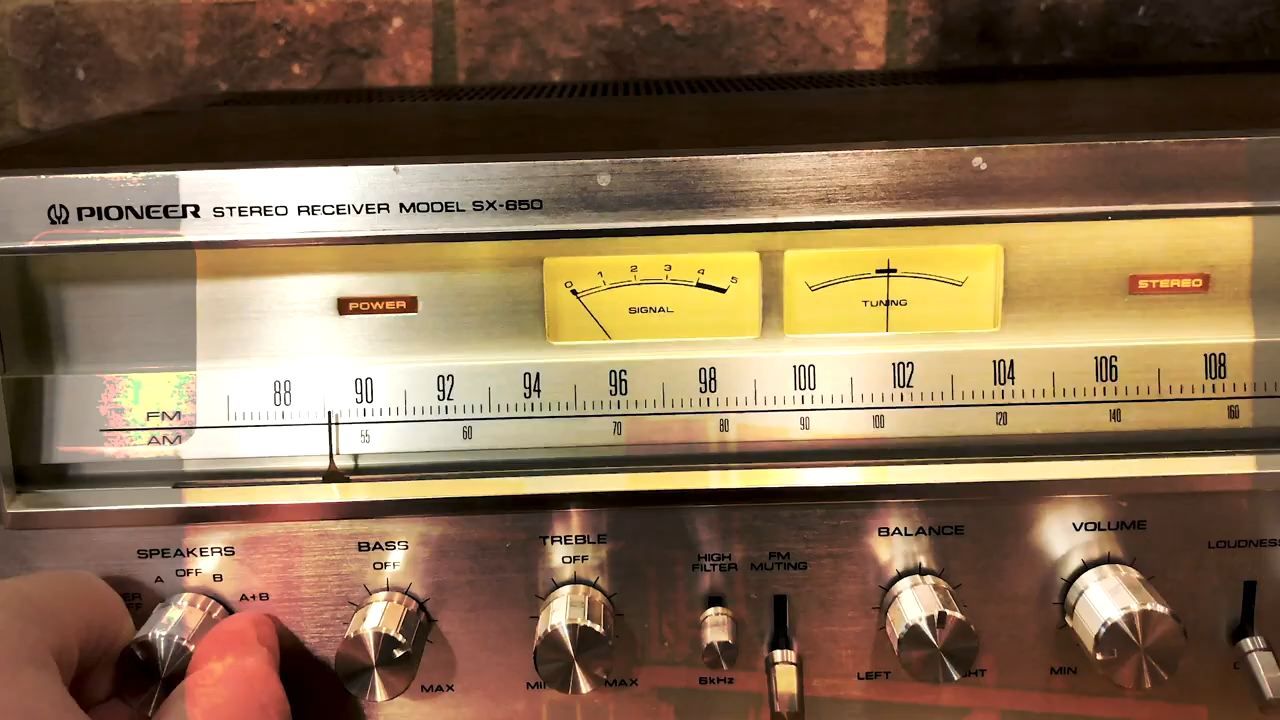 PIONEER STEREO RECEIVER MODEL SX-650
POWER
0 1 2 3 4 5
SIGNAL
TUNING
STEREO
FM 88 90 92 94 96 98 100 102 104 106 108
AM 55 60 70 80 90 100 120 140 160
SPEAKERS
OFF
A B
A+B
BASS
OFF
MAX
TREBLE
OFF
MAX
HIGH
FILTER
6kHz
FM
MUTING
BALANCE
LEFT
VOLUME
MIN
LOUDNESS